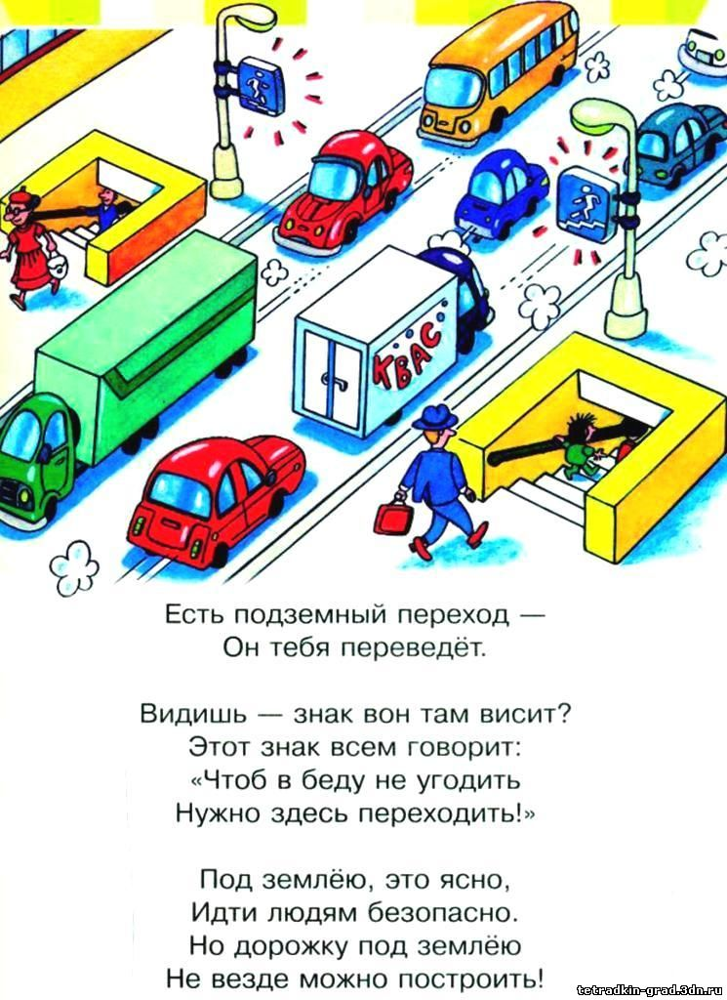 КВАС
Есть подземный переход —
Он тебя переведёт.
Видишь — знак вон там висит?
Этот знак всем говорит:
«Чтоб в беду не угодить
Нужно здесь переходить!»
Под землёю, это ясно,
Идти людям безопасно.
Но дорожку под землёю
Не везде можно построить!
tetradkin-grad.3dn.ru